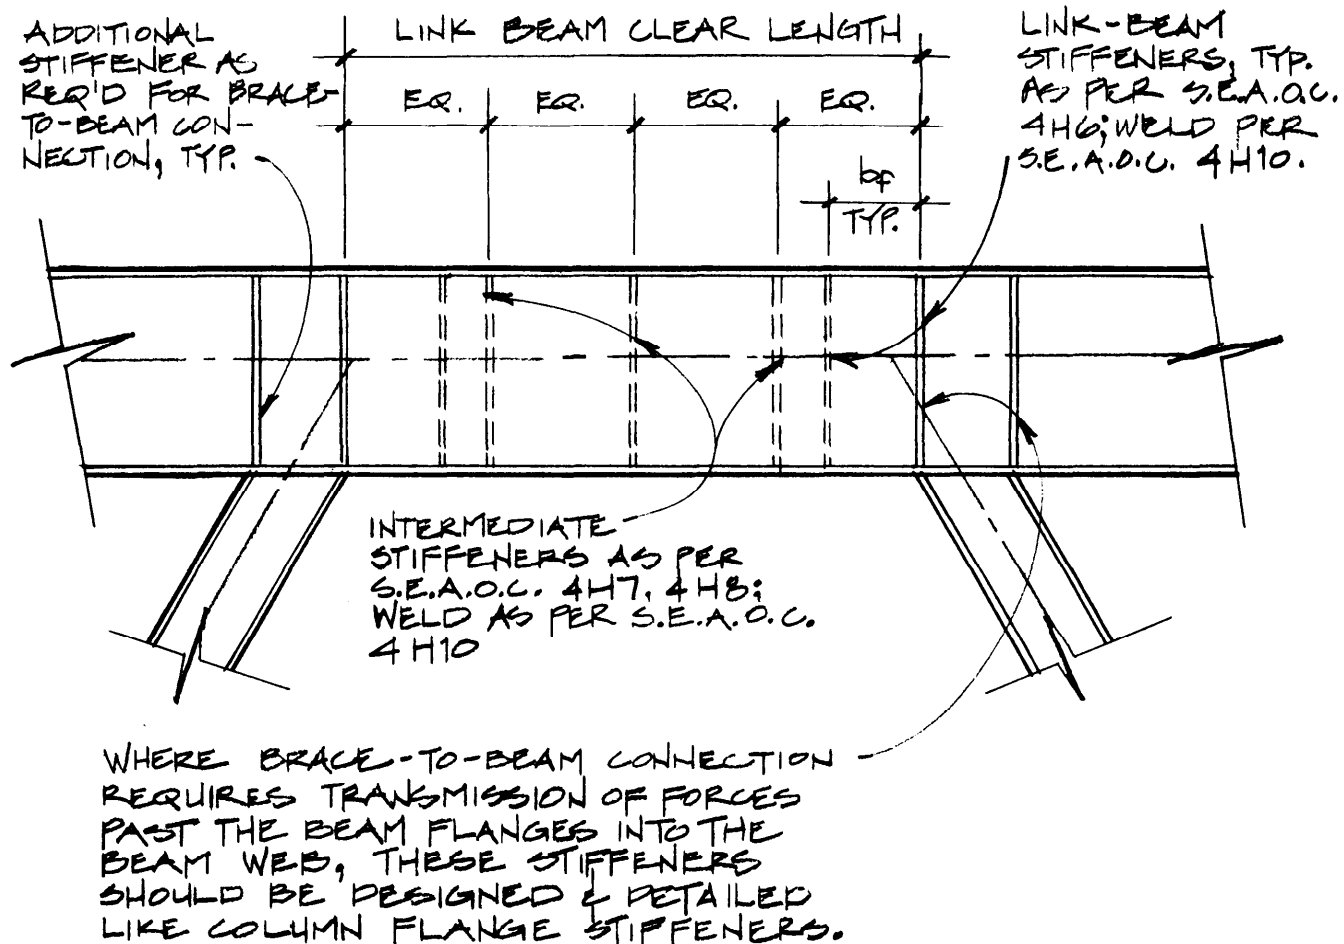 ADDITIONAL
STIFFENER AS
REQ'D FOR BRACE-
TO-BEAM CON-
NECTION, TYP.
LINK BEAM CLEAR LENGTH
EQ. EQ. EQ. EQ.
bf
TYP.
LINK-BEAM
STIFFENERS, TYP.
AS PER S.E.A.O.C.
4H6; WELD PER
S.E.A.O.C. 4H10.
INTERMEDIATE
STIFFENERS AS PER
S.E.A.O.C. 4H7, 4H8;
WELD AS PER S.E.A.O.C.
4H10
WHERE BRACE-TO-BEAM CONNECTION
REQUIRES TRANSMISSION OF FORCES
PAST THE BEAM FLANGES INTO THE
BEAM WEB, THESE STIFFENERS
SHOULD BE DESIGNED & DETAILED
LIKE COLUMN FLANGE STIFFENERS.